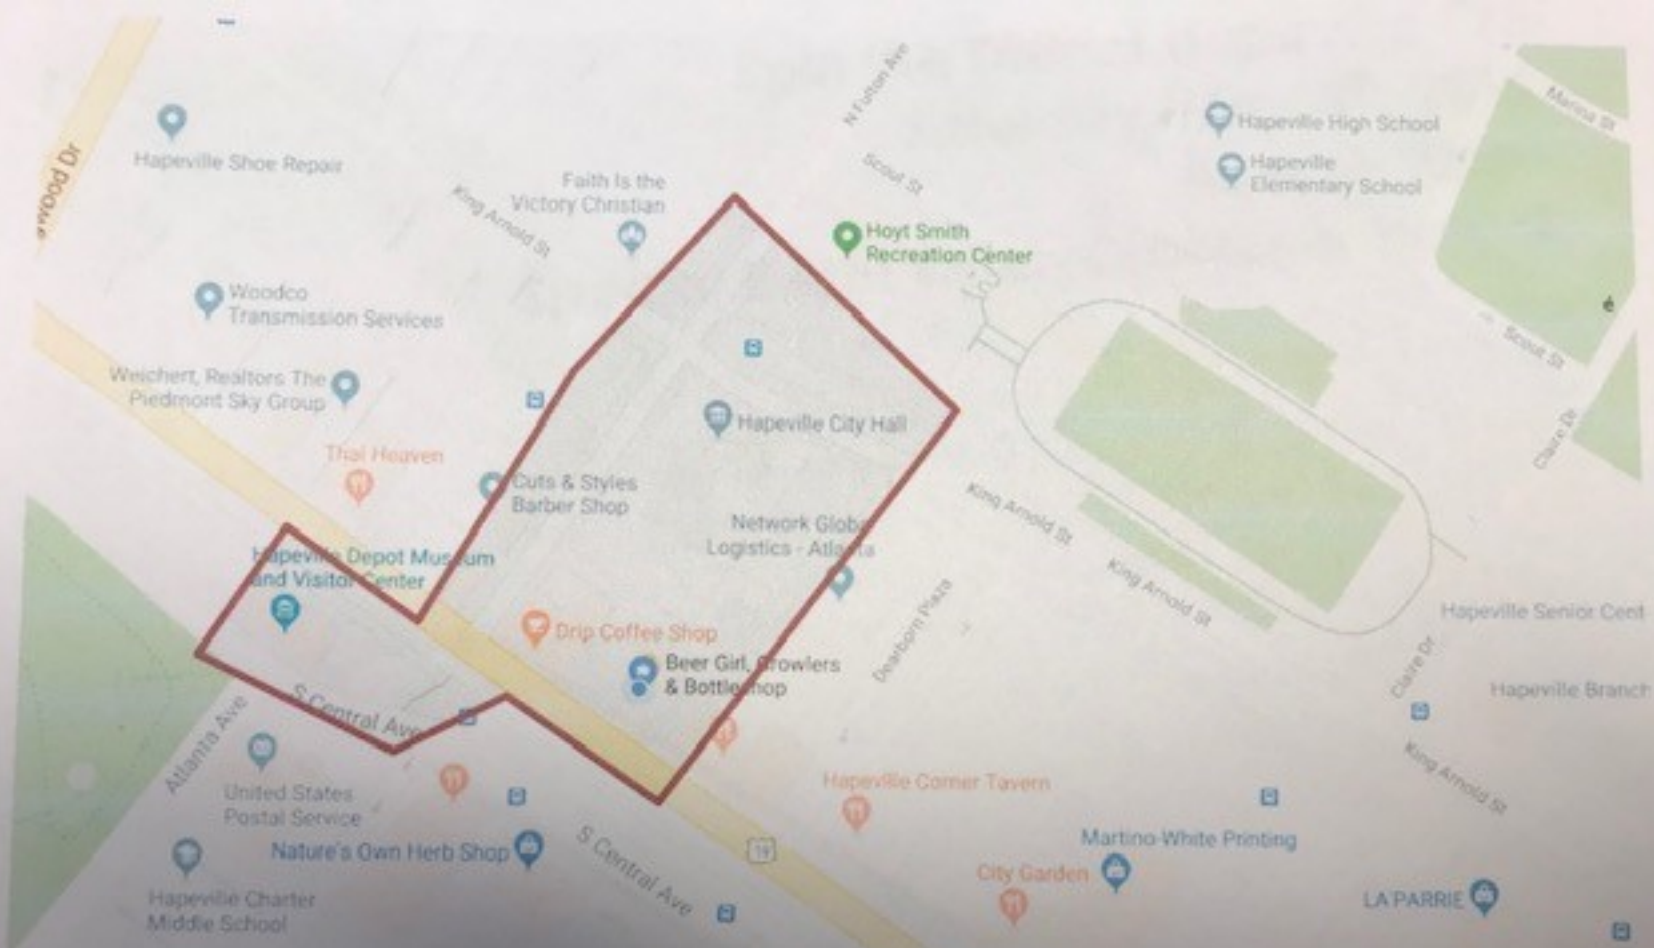 N Fulton Ave
Marina St
Hapeville High School
Hapeville
Elementary School
Hapeville Shoe Repair
wood Dr
Faith Is the
Victory Christian
King Arnold St
Scout St
Hoyt Smith
Recreation Center
Woodco
Transmission Services
Scout St
Weichert, Realtors The
Piedmont Sky Group
Hapeville City Hall
Claire Dr
Thai Heaven
Cuts & Styles
Barber Shop
Network Globa
Logistics - Atlanta
King Arnold St
King Arnold St
Hapeville Depot Museum
and Visitor Center
Hapeville Senior Cent
Drip Coffee Shop
Beer Girl, Growlers
& Bottleshop
Dearborn Plaza
Claire Dr
Hapeville Branch
S Central Ave
Atlanta Ave
United States
Postal Service
Hapeville Corner Tavern
King Arnold St
Nature's Own Herb Shop
S Central Ave
19
Martino-White Printing
City Garden
LA PARRIE
Hapeville Charter
Middle School